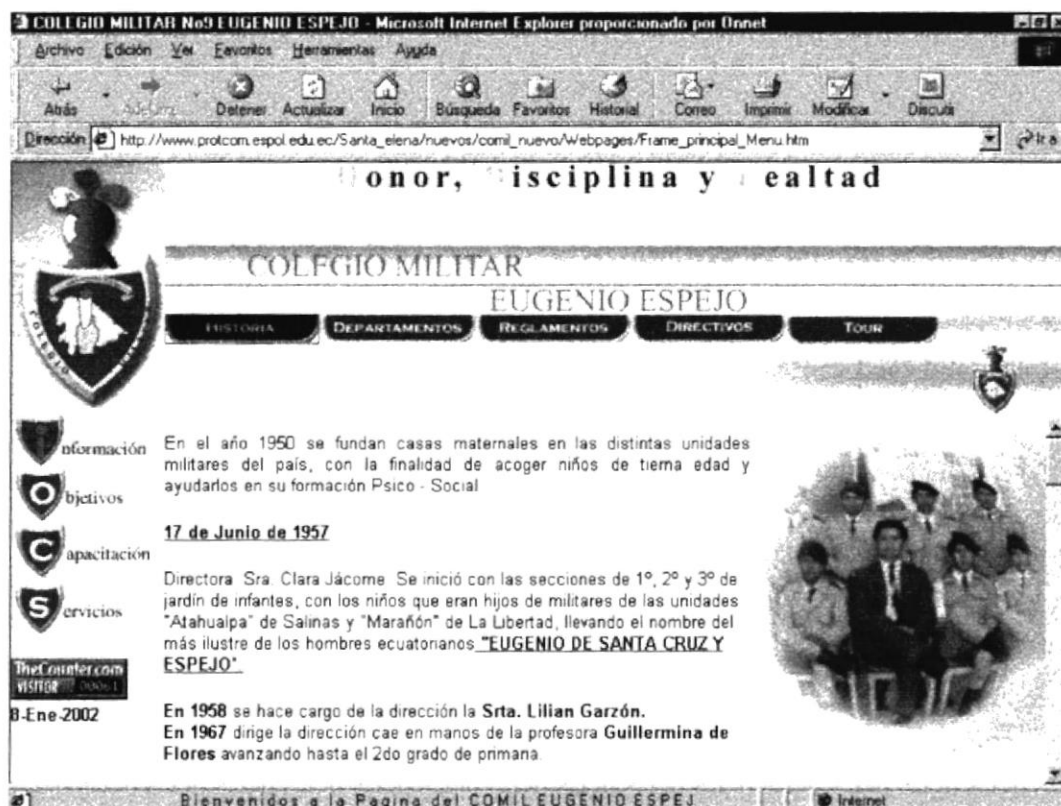 COLEGIO MILITAR No9 EUGENIO ESPEJO - Microsoft Internet Explorer proporcionado por Onnet
Archivo Edición Ver Favoritos Herramientas Ayuda
Atrás Detener Actualizar Inicio Búsqueda Favoritos Historial Correo Imprimir Modificar Discutir
Dirección http://www.protcom.espol.edu.ec/Santa_elena/nuevos/comil_nuevo/Webpages/Frame_principal_Menu.htm Ir a
onor, isciplina y ealtad
COLEGIO MILITAR
EUGENIO ESPEJO
HISTORIA DEPARTAMENTOS REGLAMENTOS DIRECTIVOS TOUR
COLEGIO
Información
Objetivos
Capacitación
Servicios
TheCounter.com
VISITOR 00061
8-Ene-2002
En el año 1950 se fundan casas maternales en las distintas unidades
militares del país, con la finalidad de acoger niños de tierna edad y
ayudarlos en su formación Psico - Social
17 de Junio de 1957
Directora Sra. Clara Jácome Se inició con las secciones de 1º, 2º y 3º de
jardín de infantes, con los niños que eran hijos de militares de las unidades
"Atahualpa" de Salinas y "Marañón" de La Libertad, llevando el nombre del
más ilustre de los hombres ecuatorianos "EUGENIO DE SANTA CRUZ Y
ESPEJO"
En 1958 se hace cargo de la dirección la Srta. Lilian Garzón.
En 1967 dirige la dirección cae en manos de la profesora Guillermina de
Flores avanzando hasta el 2do grado de primaria.
Bienvenidos a la Pagina del COMIL EUGENIO ESPEJ Internet